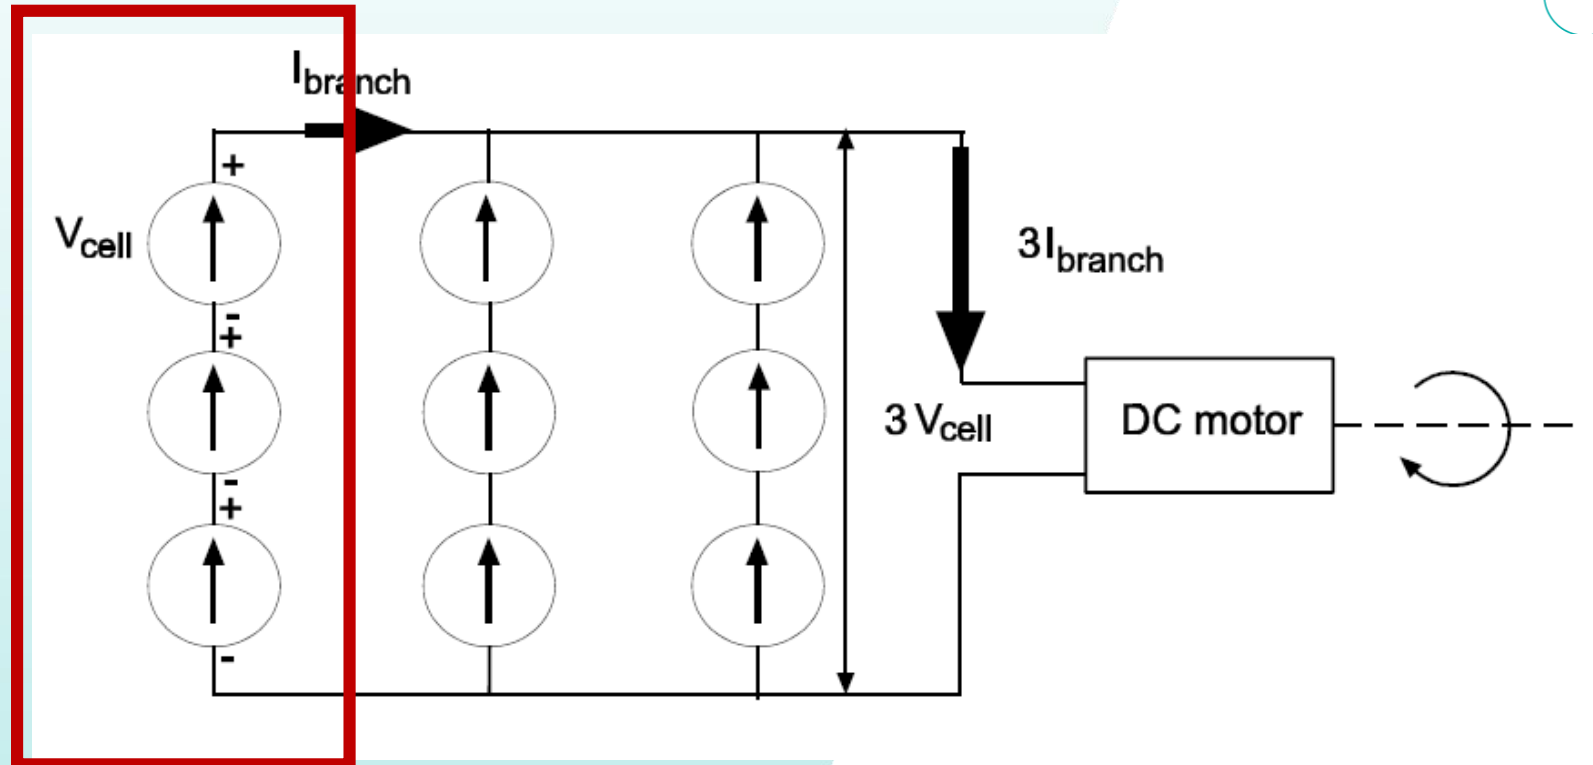 Ibranch
+
Vcell
-
+
-
+
-
3Ibranch
3 Vcell
DC motor